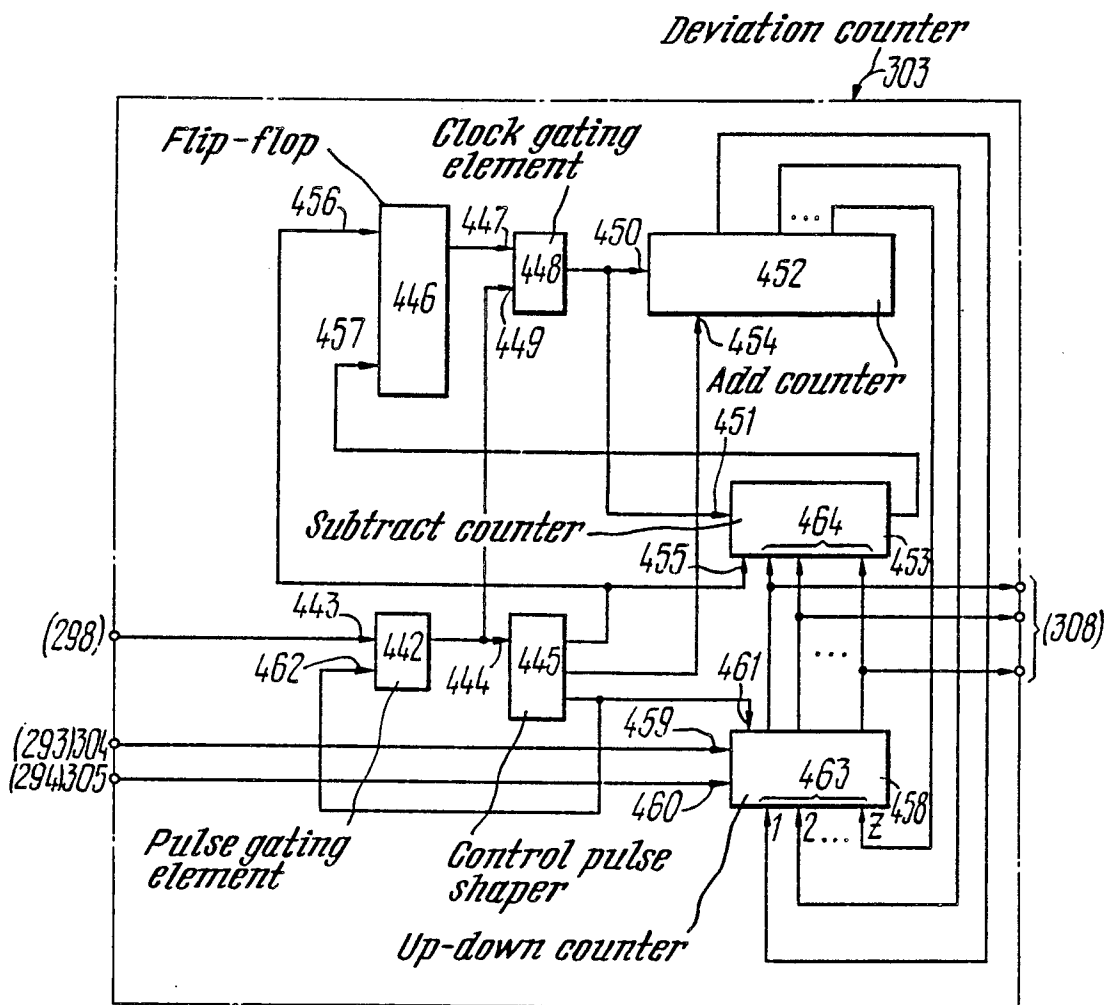 Deviation counter
303
Flip-flop
Clock gating
element
456
447
450
448
452
446
449
457
454
Add counter
451
Subtract counter
464
453
455
(298)
443
442
444
445
462
461
(308)
459
(293)304
(294)305
460
463
458
1 2 ... Z
Pulse gating
element
Control pulse
shaper
Up-down counter